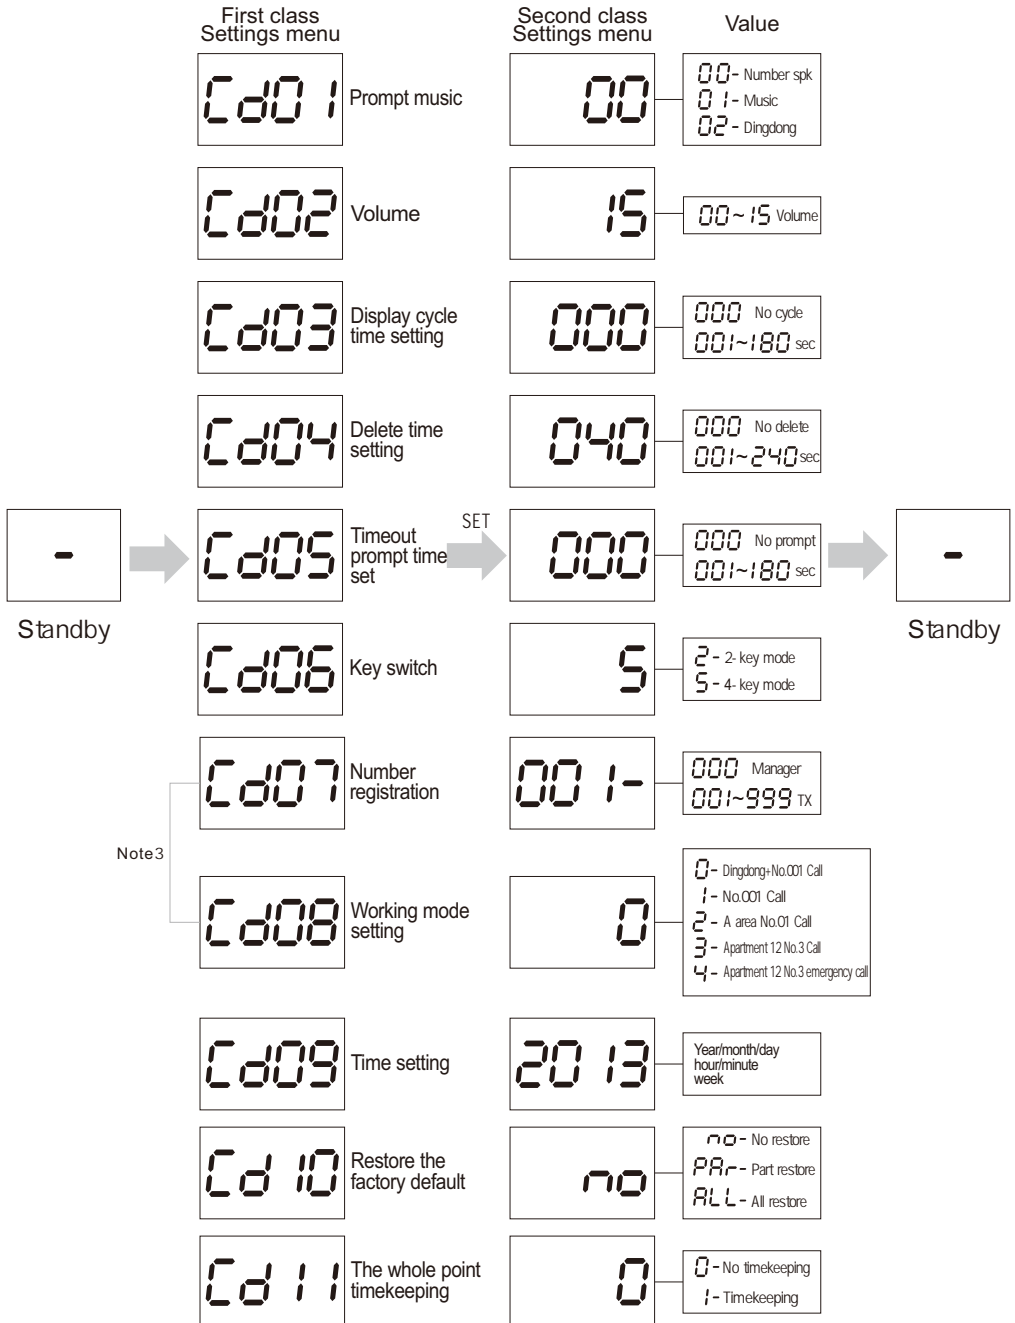 First class
Settings menu
Second class
Settings menu
Value
Cd01
Prompt music
00
00- Number spk
01- Music
02- Dingdong
Cd02
Volume
15
00~15 Volume
Cd03
Display cycle
time setting
000
000 No cycle
001~180 sec
Cd04
Delete time
setting
040
000 No delete
001~240 sec
-
Standby
Cd05
Timeout
prompt time
set
SET
000
000 No prompt
001~180 sec
-
Standby
Cd06
Key switch
5
2- 2- key mode
5- 4- key mode
Cd07
Number
registration
001-
000 Manager
001~999 TX
Note3
Cd08
Working mode
setting
0
0- Dingdong+No.001 Call
1- No.001 Call
2- A area No.01 Call
3- Apartment 12 No.3 Call
4- Apartment 12 No.3 emergency call
Cd09
Time setting
2013
Year/month/day
hour/minute
week
Cd10
Restore the
factory default
no
no- No restore
PAr- Part restore
ALL- All restore
Cd11
The whole point
timekeeping
0
0- No timekeeping
1- Timekeeping